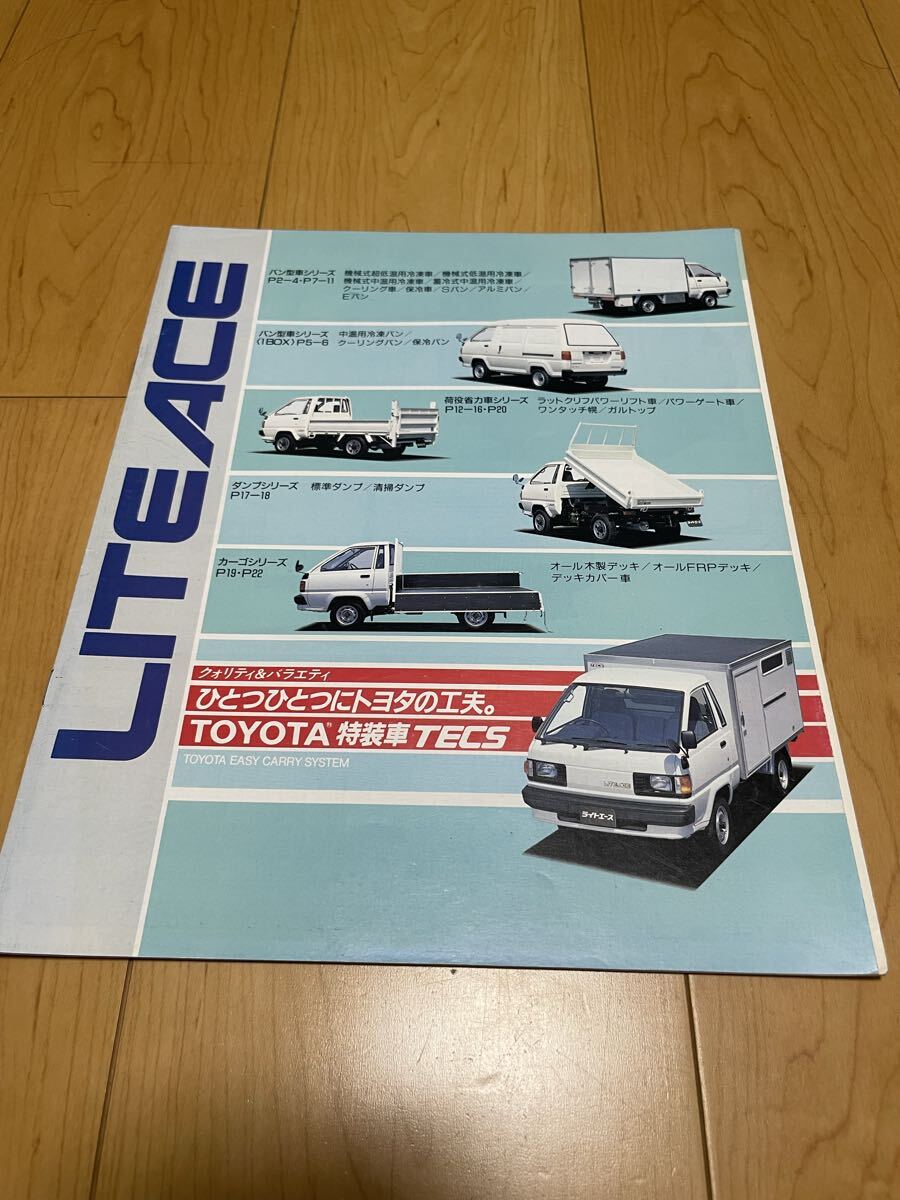 LITEACE
バン型車シリーズ 機械式超低温用冷凍車／機械式低温用冷凍車／
P2-4・P7-11 機械式中温用冷凍車／蓄冷式中温用冷凍車／
クーリング車／保冷車／Sバン／アルミバン／
Eバン
バン型車シリーズ 中温用冷凍バン／
〈1BOX〉P5-6 クーリングバン／保冷バン
荷役省力車シリーズ ラットクリフパワーリフト車／パワーゲート車／
P12-16・P20 ワンタッチ幌／ガルトップ
ダンプシリーズ 標準ダンプ／清掃ダンプ
P17-18
カーゴシリーズ オール木製デッキ／オールFRPデッキ／
P19・P22 デッキカバー車
クォリティ&バラエティ
ひとつひとつにトヨタの工夫。
TOYOTA 特装車 TECS
TOYOTA EASY CARRY SYSTEM
TECS
LITEACE
ライトエース